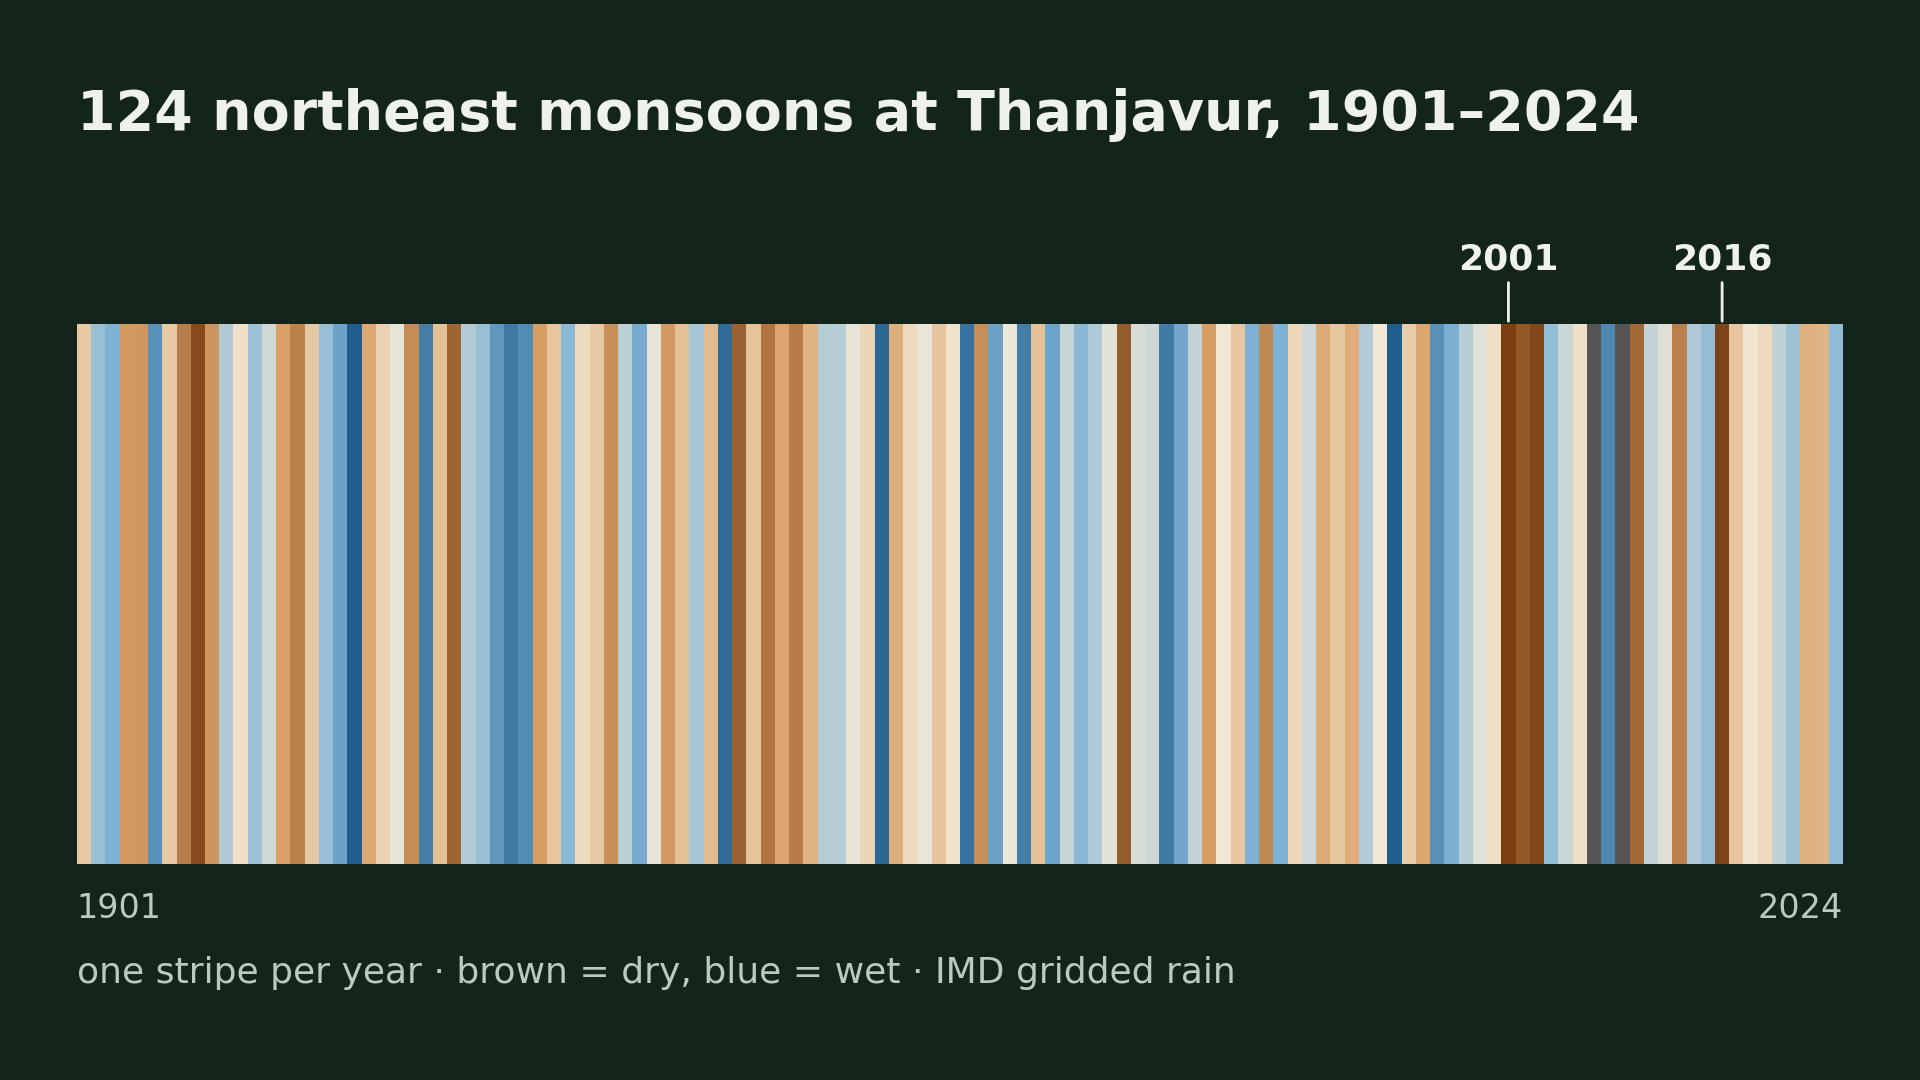 124 northeast monsoons at Thanjavur, 1901–2024
2001 2016
1901 2024
one stripe per year · brown = dry, blue = wet · IMD gridded rain